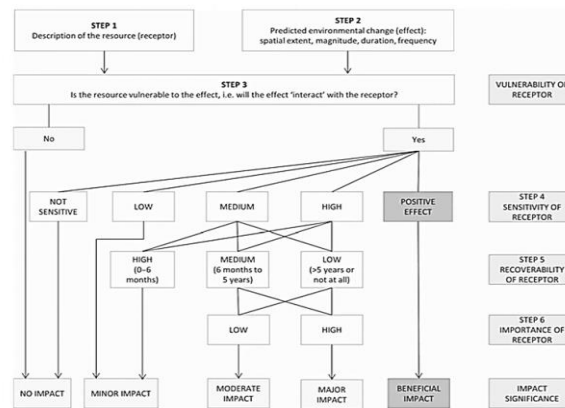 STEP 1
Description of the resource (receptor)
STEP 2
Predicted environmental change (effect):
spatial extent, magnitude, duration, frequency
STEP 3
Is the resource vulnerable to the effect, i.e. will the effect 'interact' with the receptor?
VULNERABILITY OF
RECEPTOR
No
Yes
NOT
SENSITIVE
LOW
MEDIUM
HIGH
POSITIVE
EFFECT
STEP 4
SENSITIVITY OF
RECEPTOR
HIGH
(0–6
months)
MEDIUM
(6 months to
5 years)
LOW
(>5 years or
not at all)
STEP 5
RECOVERABILITY
OF RECEPTOR
LOW
HIGH
STEP 6
IMPORTANCE OF
RECEPTOR
NO IMPACT
MINOR IMPACT
MODERATE
IMPACT
MAJOR
IMPACT
BENEFICIAL
IMPACT
IMPACT
SIGNIFICANCE